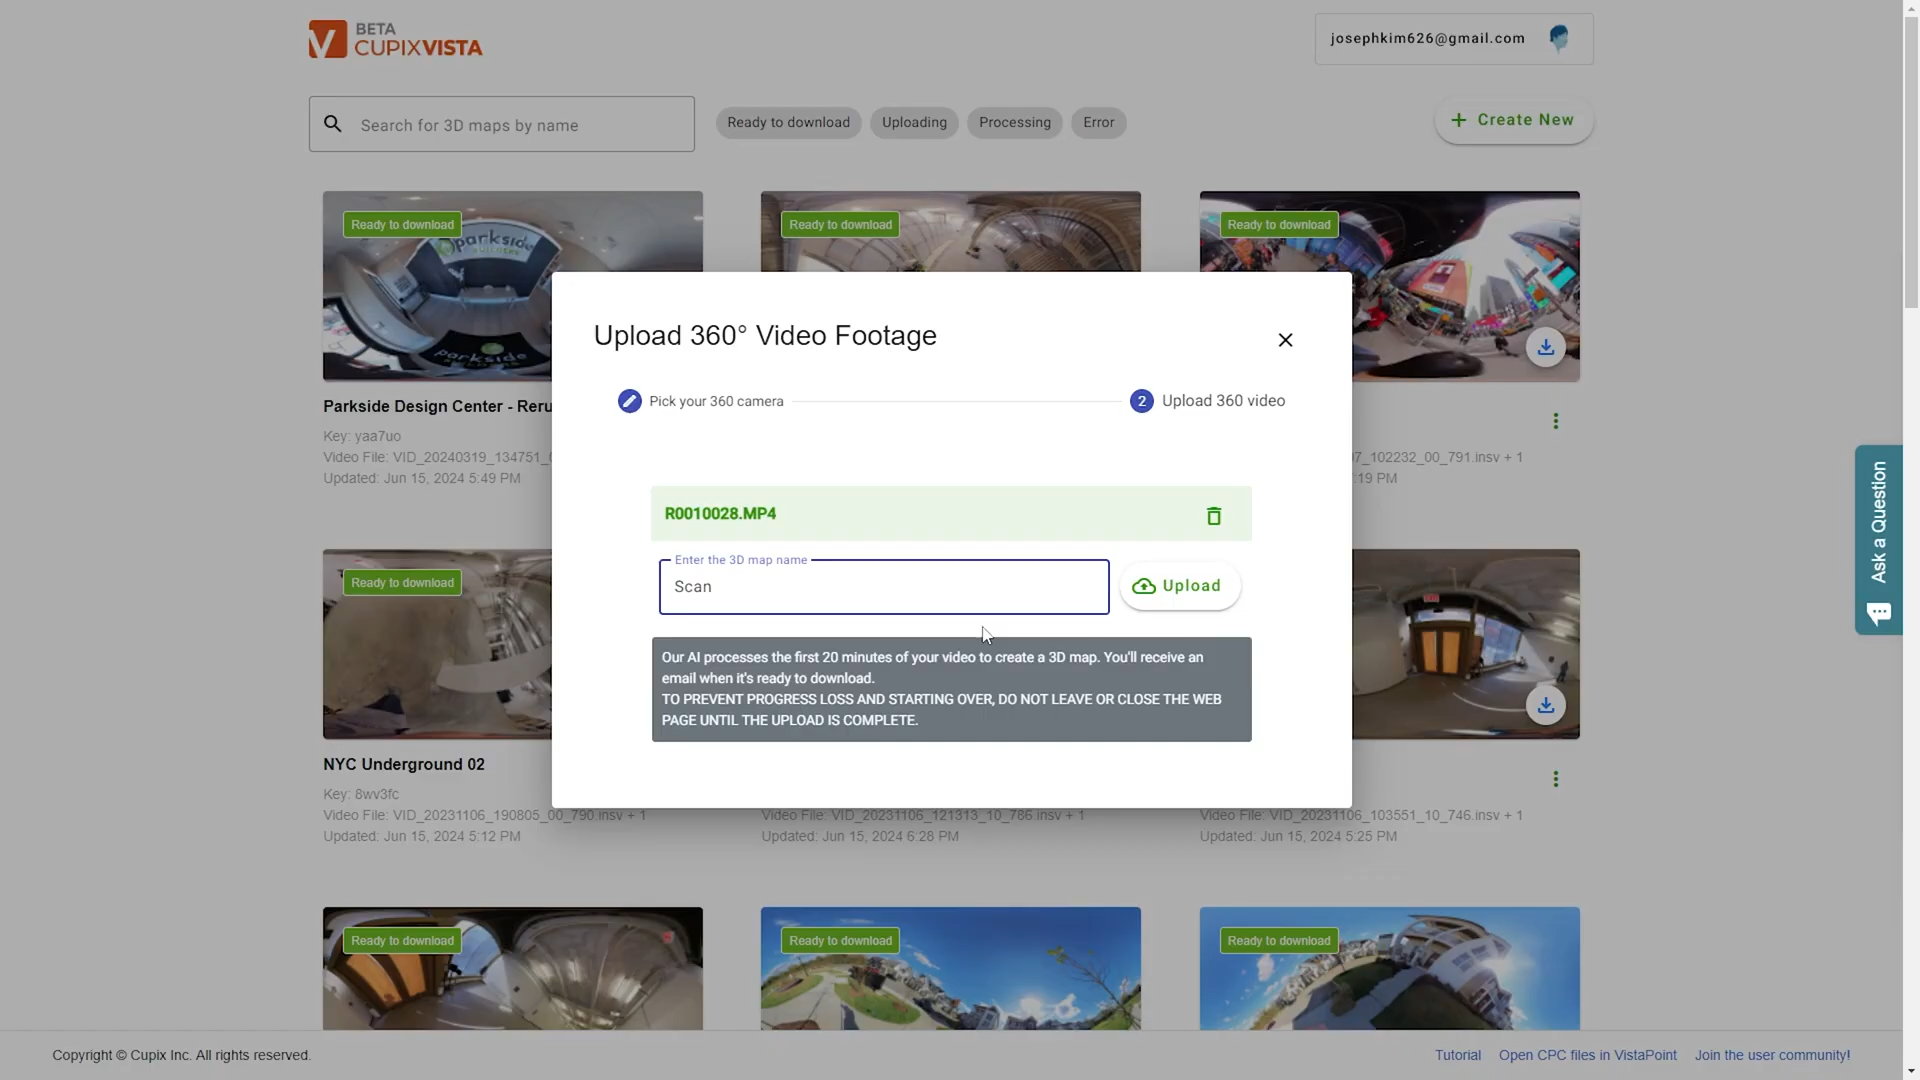 BETA
CUPIXVISTA
josephkim626@gmail.com
Search for 3D maps by name
Ready to download
Uploading
Processing
Error
+ Create New
Ready to download
Ready to download
Ready to download
parkside
parkside
Parkside Design Center - Reru
Key: yaa7uo
Video File: VID_20240319_134751_0
Updated: Jun 15, 2024 5:49 PM
7_102232_00_791.insv + 1
:19 PM
Upload 360° Video Footage
Pick your 360 camera
2 Upload 360 video
R0010028.MP4
Enter the 3D map name
Scan
Upload
Our AI processes the first 20 minutes of your video to create a 3D map. You'll receive an
email when it's ready to download.
TO PREVENT PROGRESS LOSS AND STARTING OVER, DO NOT LEAVE OR CLOSE THE WEB
PAGE UNTIL THE UPLOAD IS COMPLETE.
Ask a Question
Ready to download
NYC Underground 02
Key: 8wv3fc
Video File: VID_20231106_190805_00_790.insv + 1
Updated: Jun 15, 2024 5:12 PM
Video File: VID_20231106_121313_10_786.insv + 1
Updated: Jun 15, 2024 6:28 PM
Video File: VID_20231106_103551_10_746.insv + 1
Updated: Jun 15, 2024 5:25 PM
Ready to download
Ready to download
Ready to download
Copyright © Cupix Inc. All rights reserved.
Tutorial
Open CPC files in VistaPoint
Join the user community!